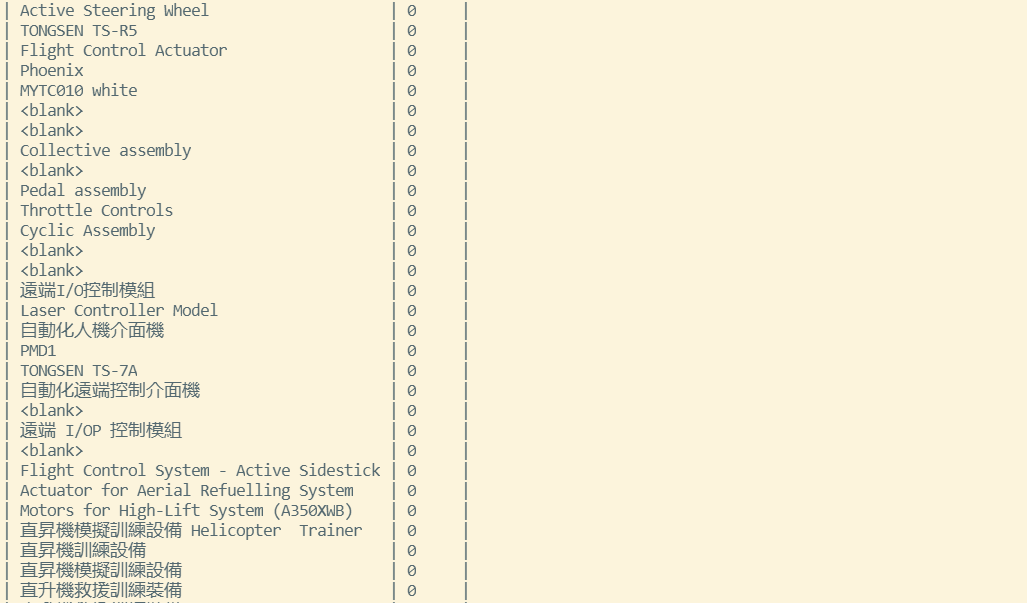 | Active Steering Wheel | 0 |
| TONGSEN TS-R5 | 0 |
| Flight Control Actuator | 0 |
| Phoenix | 0 |
| MYTC010 white | 0 |
| <blank> | 0 |
| <blank> | 0 |
| Collective assembly | 0 |
| <blank> | 0 |
| Pedal assembly | 0 |
| Throttle Controls | 0 |
| Cyclic Assembly | 0 |
| <blank> | 0 |
| <blank> | 0 |
| 遠端I/O控制模組 | 0 |
| Laser Controller Model | 0 |
| 自動化人機介面機 | 0 |
| PMD1 | 0 |
| TONGSEN TS-7A | 0 |
| 自動化遠端控制介面機 | 0 |
| <blank> | 0 |
| 遠端 I/OP 控制模組 | 0 |
| <blank> | 0 |
| Flight Control System - Active Sidestick | 0 |
| Actuator for Aerial Refuelling System | 0 |
| Motors for High-Lift System (A350XWB) | 0 |
| 直昇機模擬訓練設備 Helicopter  Trainer | 0 |
| 直昇機訓練設備 | 0 |
| 直昇機模擬訓練設備 | 0 |
| 直升機救援訓練裝備 | 0 |